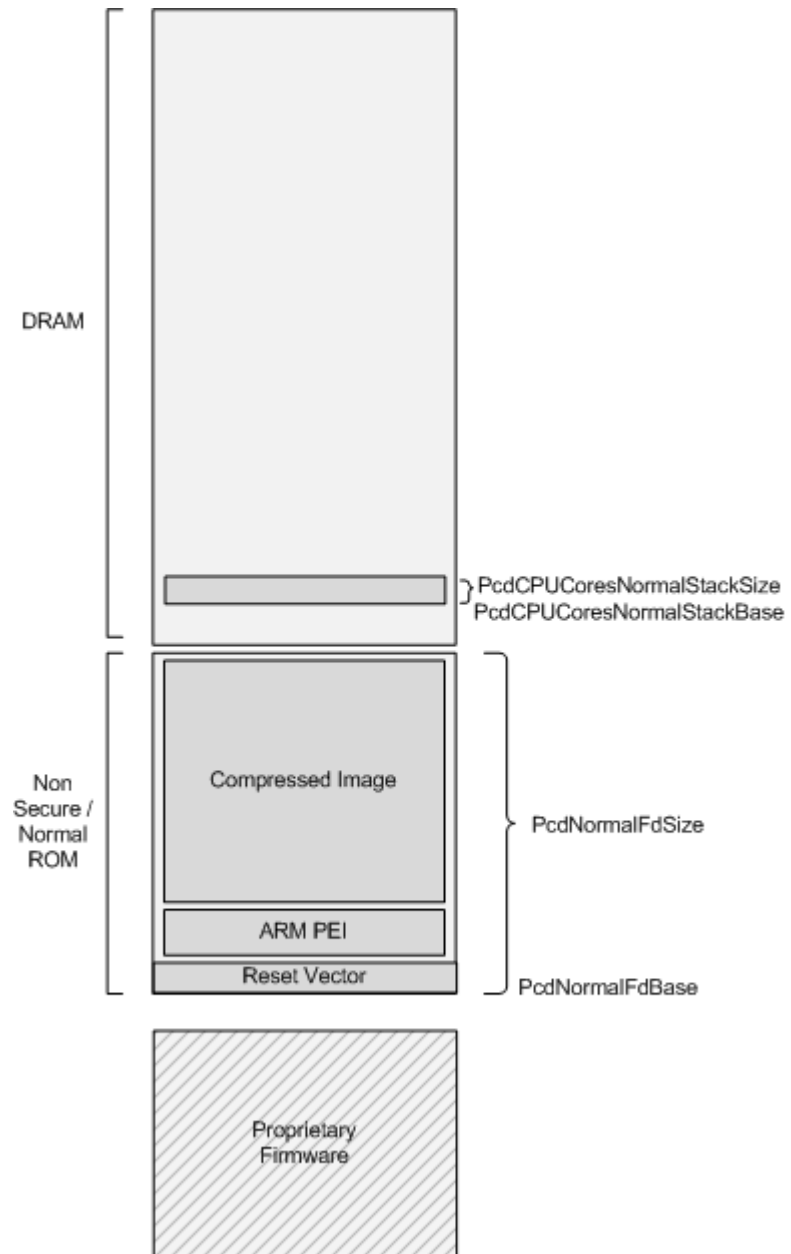 DRAM
PcdCPUCoresNormalStackSize
PcdCPUCoresNormalStackBase
Non
Secure /
Normal
ROM
Compressed Image
PcdNormalFdSize
ARM PEI
Reset Vector
PcdNormalFdBase
Proprietary
Firmware